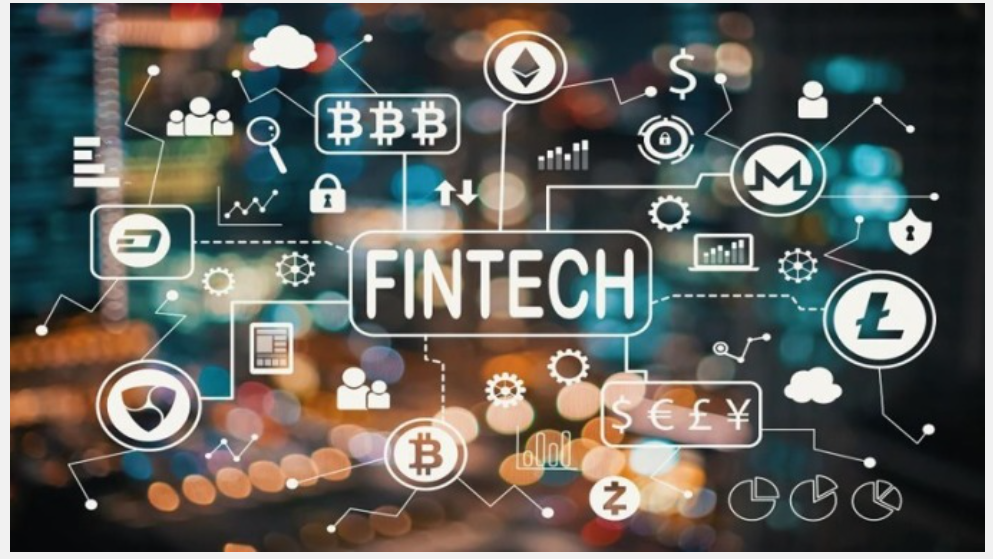 $
₿₿₿
FINTECH
₿
$ € £ ¥